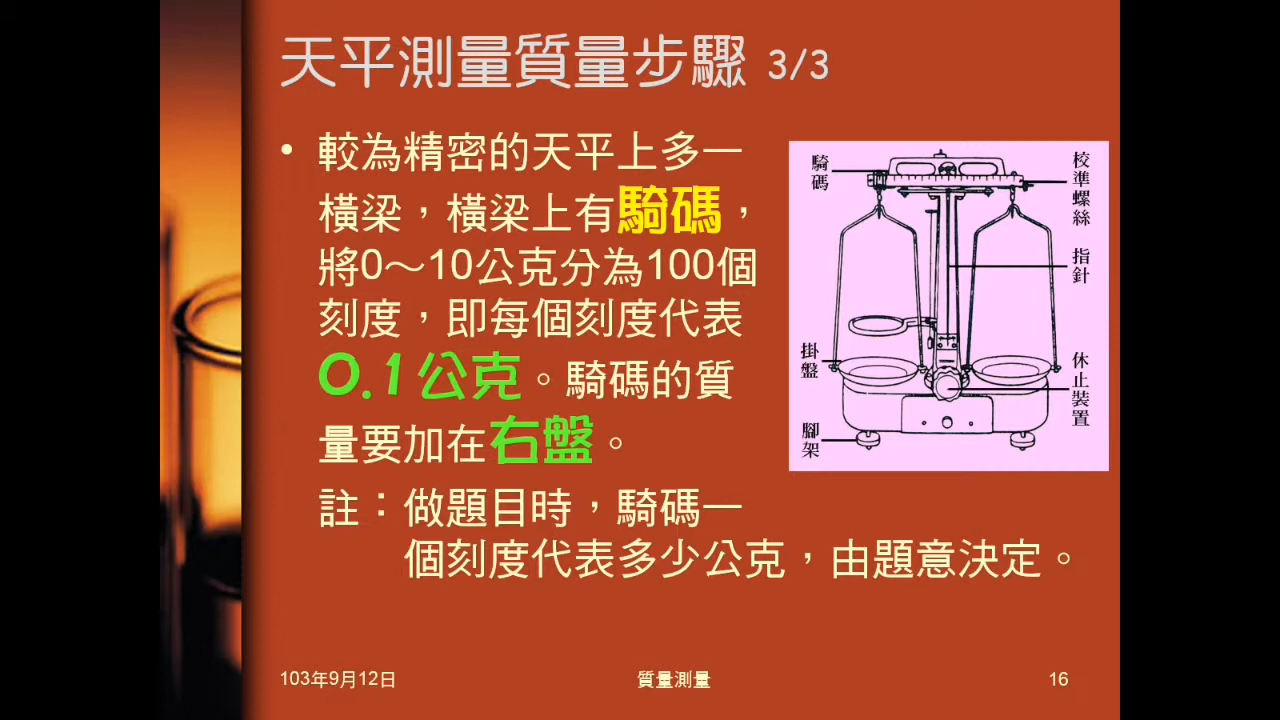 天平測量質量步驟 3/3
• 較為精密的天平上多一
橫梁，橫梁上有騎碼，
將0～10公克分為100個
刻度，即每個刻度代表
0.1公克。騎碼的質
量要加在右盤。
註：做題目時，騎碼一
個刻度代表多少公克，由題意決定。
騎碼
校準螺絲
指針
掛盤
休止裝置
腳架
103年9月12日
質量測量
16